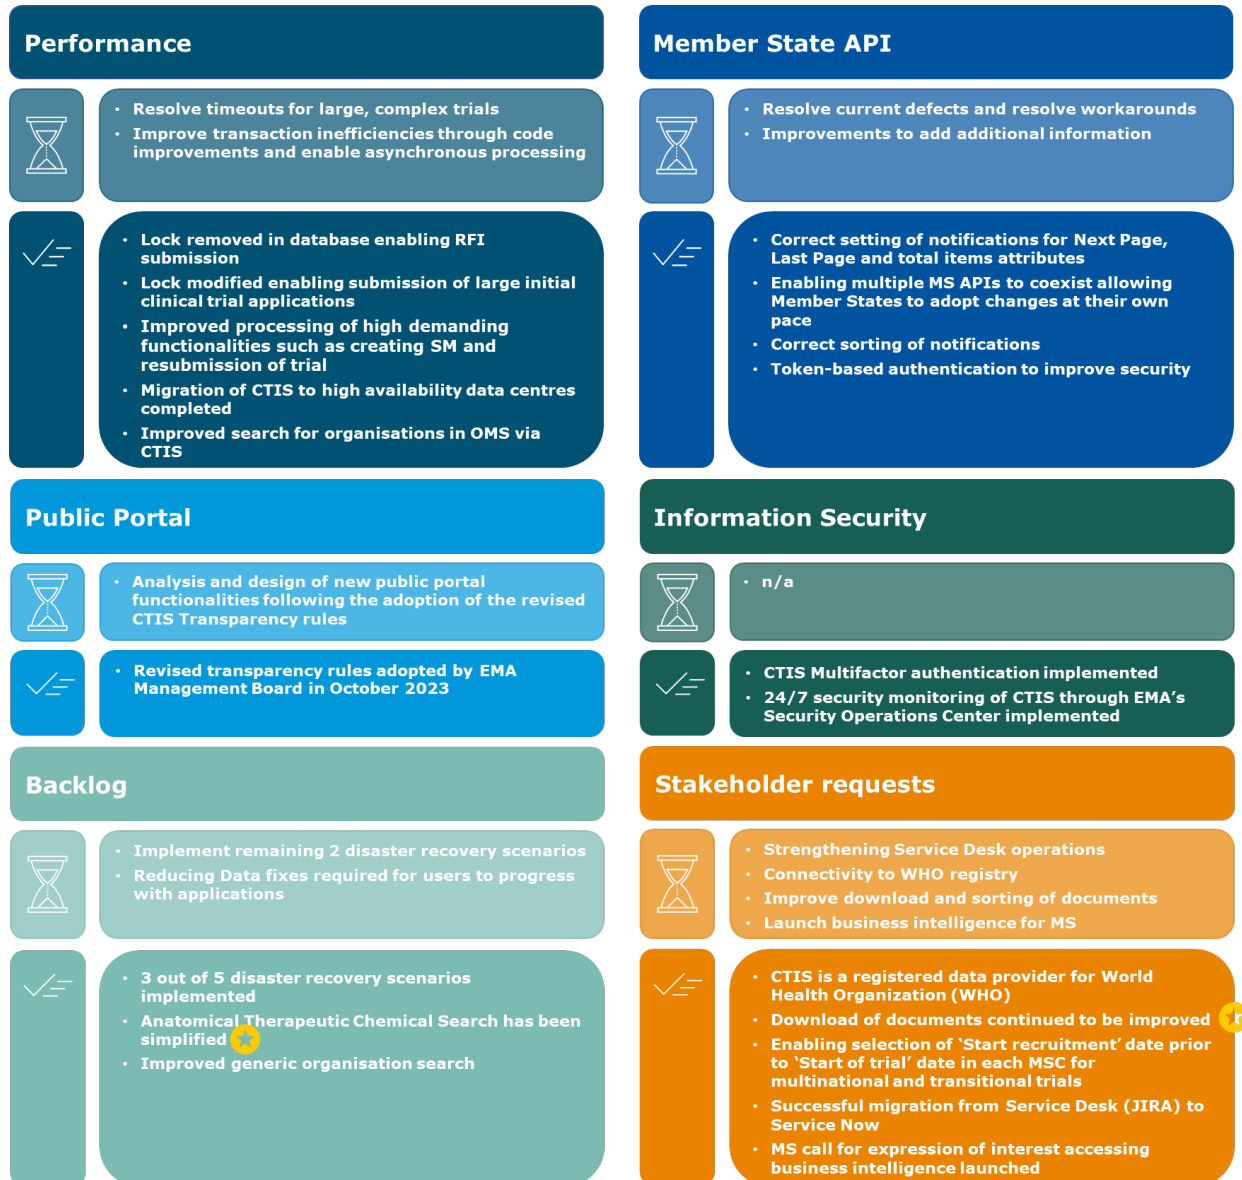 Performance
• Resolve timeouts for large, complex trials
• Improve transaction inefficiencies through code
improvements and enable asynchronous processing
• Lock removed in database enabling RFI
submission
• Lock modified enabling submission of large initial
clinical trial applications
• Improved processing of high demanding
functionalities such as creating SM and
resubmission of trial
• Migration of CTIS to high availability data centres
completed
• Improved search for organisations in OMS via
CTIS
Member State API
• Resolve current defects and resolve workarounds
• Improvements to add additional information
• Correct setting of notifications for Next Page,
Last Page and total items attributes
• Enabling multiple MS APIs to coexist allowing
Member States to adopt changes at their own
pace
• Correct sorting of notifications
• Token-based authentication to improve security
Public Portal
• Analysis and design of new public portal
functionalities following the adoption of the revised
CTIS Transparency rules
• Revised transparency rules adopted by EMA
Management Board in October 2023
Information Security
• n/a
• CTIS Multifactor authentication implemented
• 24/7 security monitoring of CTIS through EMA’s
Security Operations Center implemented
Backlog
• Implement remaining 2 disaster recovery scenarios
• Reducing Data fixes required for users to progress
with applications
• 3 out of 5 disaster recovery scenarios
implemented
• Anatomical Therapeutic Chemical Search has been
simplified
• Improved generic organisation search
Stakeholder requests
• Strengthening Service Desk operations
• Connectivity to WHO registry
• Improve download and sorting of documents
• Launch business intelligence for MS
• CTIS is a registered data provider for World
Health Organization (WHO)
• Download of documents continued to be improved
• Enabling selection of ‘Start recruitment’ date prior
to ‘Start of trial’ date in each MSC for
multinational and transitional trials
• Successful migration from Service Desk (JIRA) to
Service Now
• MS call for expression of interest accessing
business intelligence launched